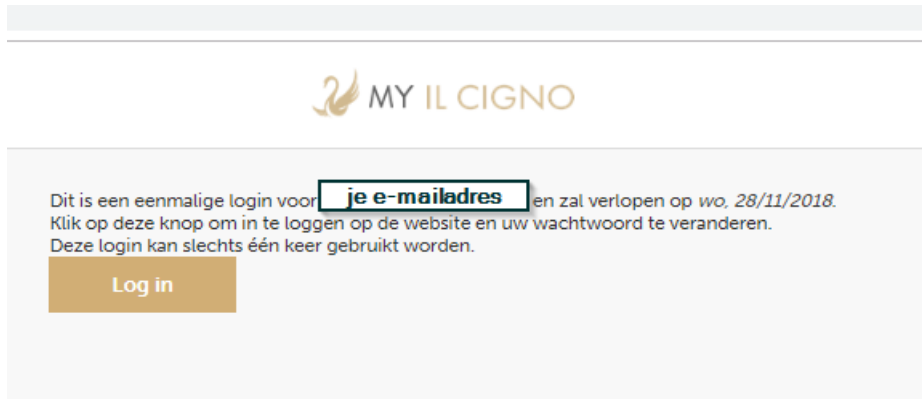 MY IL CIGNO
Dit is een eenmalige login voor je e-mailadres en zal verlopen op wo, 28/11/2018.
Klik op deze knop om in te loggen op de website en uw wachtwoord te veranderen.
Deze login kan slechts één keer gebruikt worden.
Log in